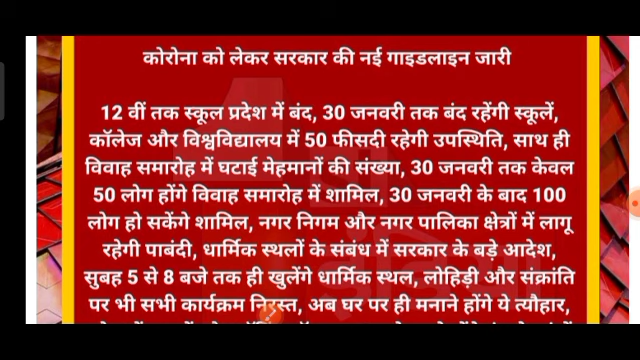 कोरोना को लेकर सरकार की नई गाइडलाइन जारी
12 वीं तक स्कूल प्रदेश में बंद, 30 जनवरी तक बंद रहेंगी स्कूलें,
कॉलेज और विश्वविद्यालय में 50 फीसदी रहेगी उपस्थिति, साथ ही
विवाह समारोह में घटाई मेहमानों की संख्या, 30 जनवरी तक केवल
50 लोग होंगे विवाह समारोह में शामिल, 30 जनवरी के बाद 100
लोग हो सकेंगे शामिल, नगर निगम और नगर पालिका क्षेत्रों में लागू
रहेगी पाबंदी, धार्मिक स्थलों के संबंध में सरकार के बड़े आदेश,
सुबह 5 से 8 बजे तक ही खुलेंगे धार्मिक स्थल, लोहिड़ी और संक्रांति
पर भी सभी कार्यक्रम निरस्त, अब घर पर ही मनाने होंगे ये त्यौहार,